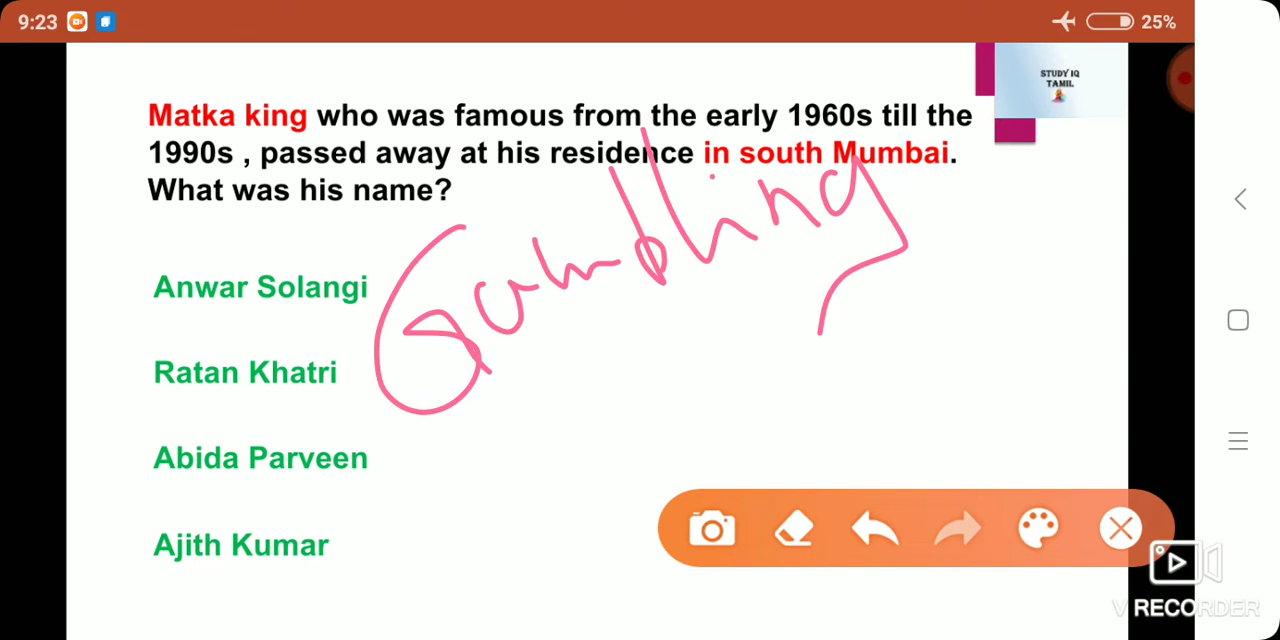 9:23
25%
STUDY IQ
TAMIL
Matka king who was famous from the early 1960s till the
1990s , passed away at his residence in south Mumbai.
What was his name?
Gambling
Anwar Solangi
Ratan Khatri
Abida Parveen
Ajith Kumar
V RECORDER